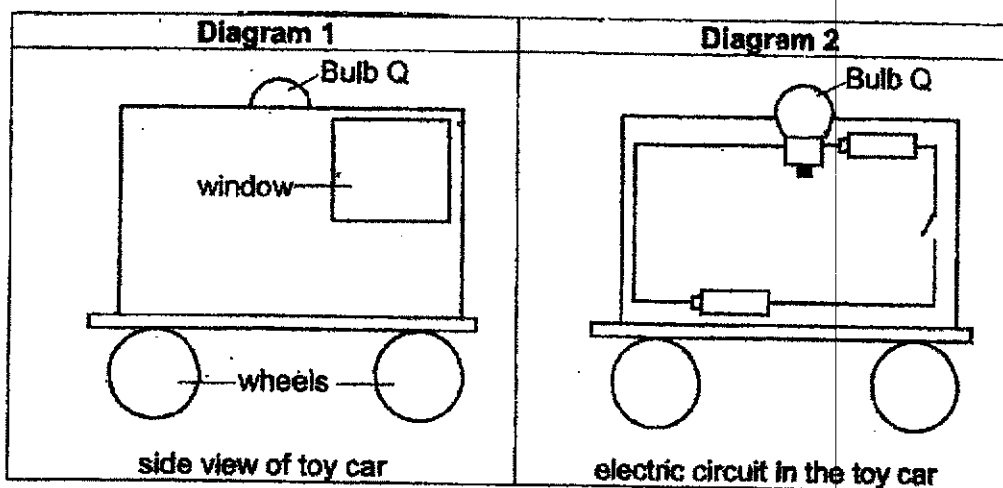 Diagram 1
Diagram 2
Bulb Q
window
wheels
side view of toy car
Bulb Q
electric circuit in the toy car